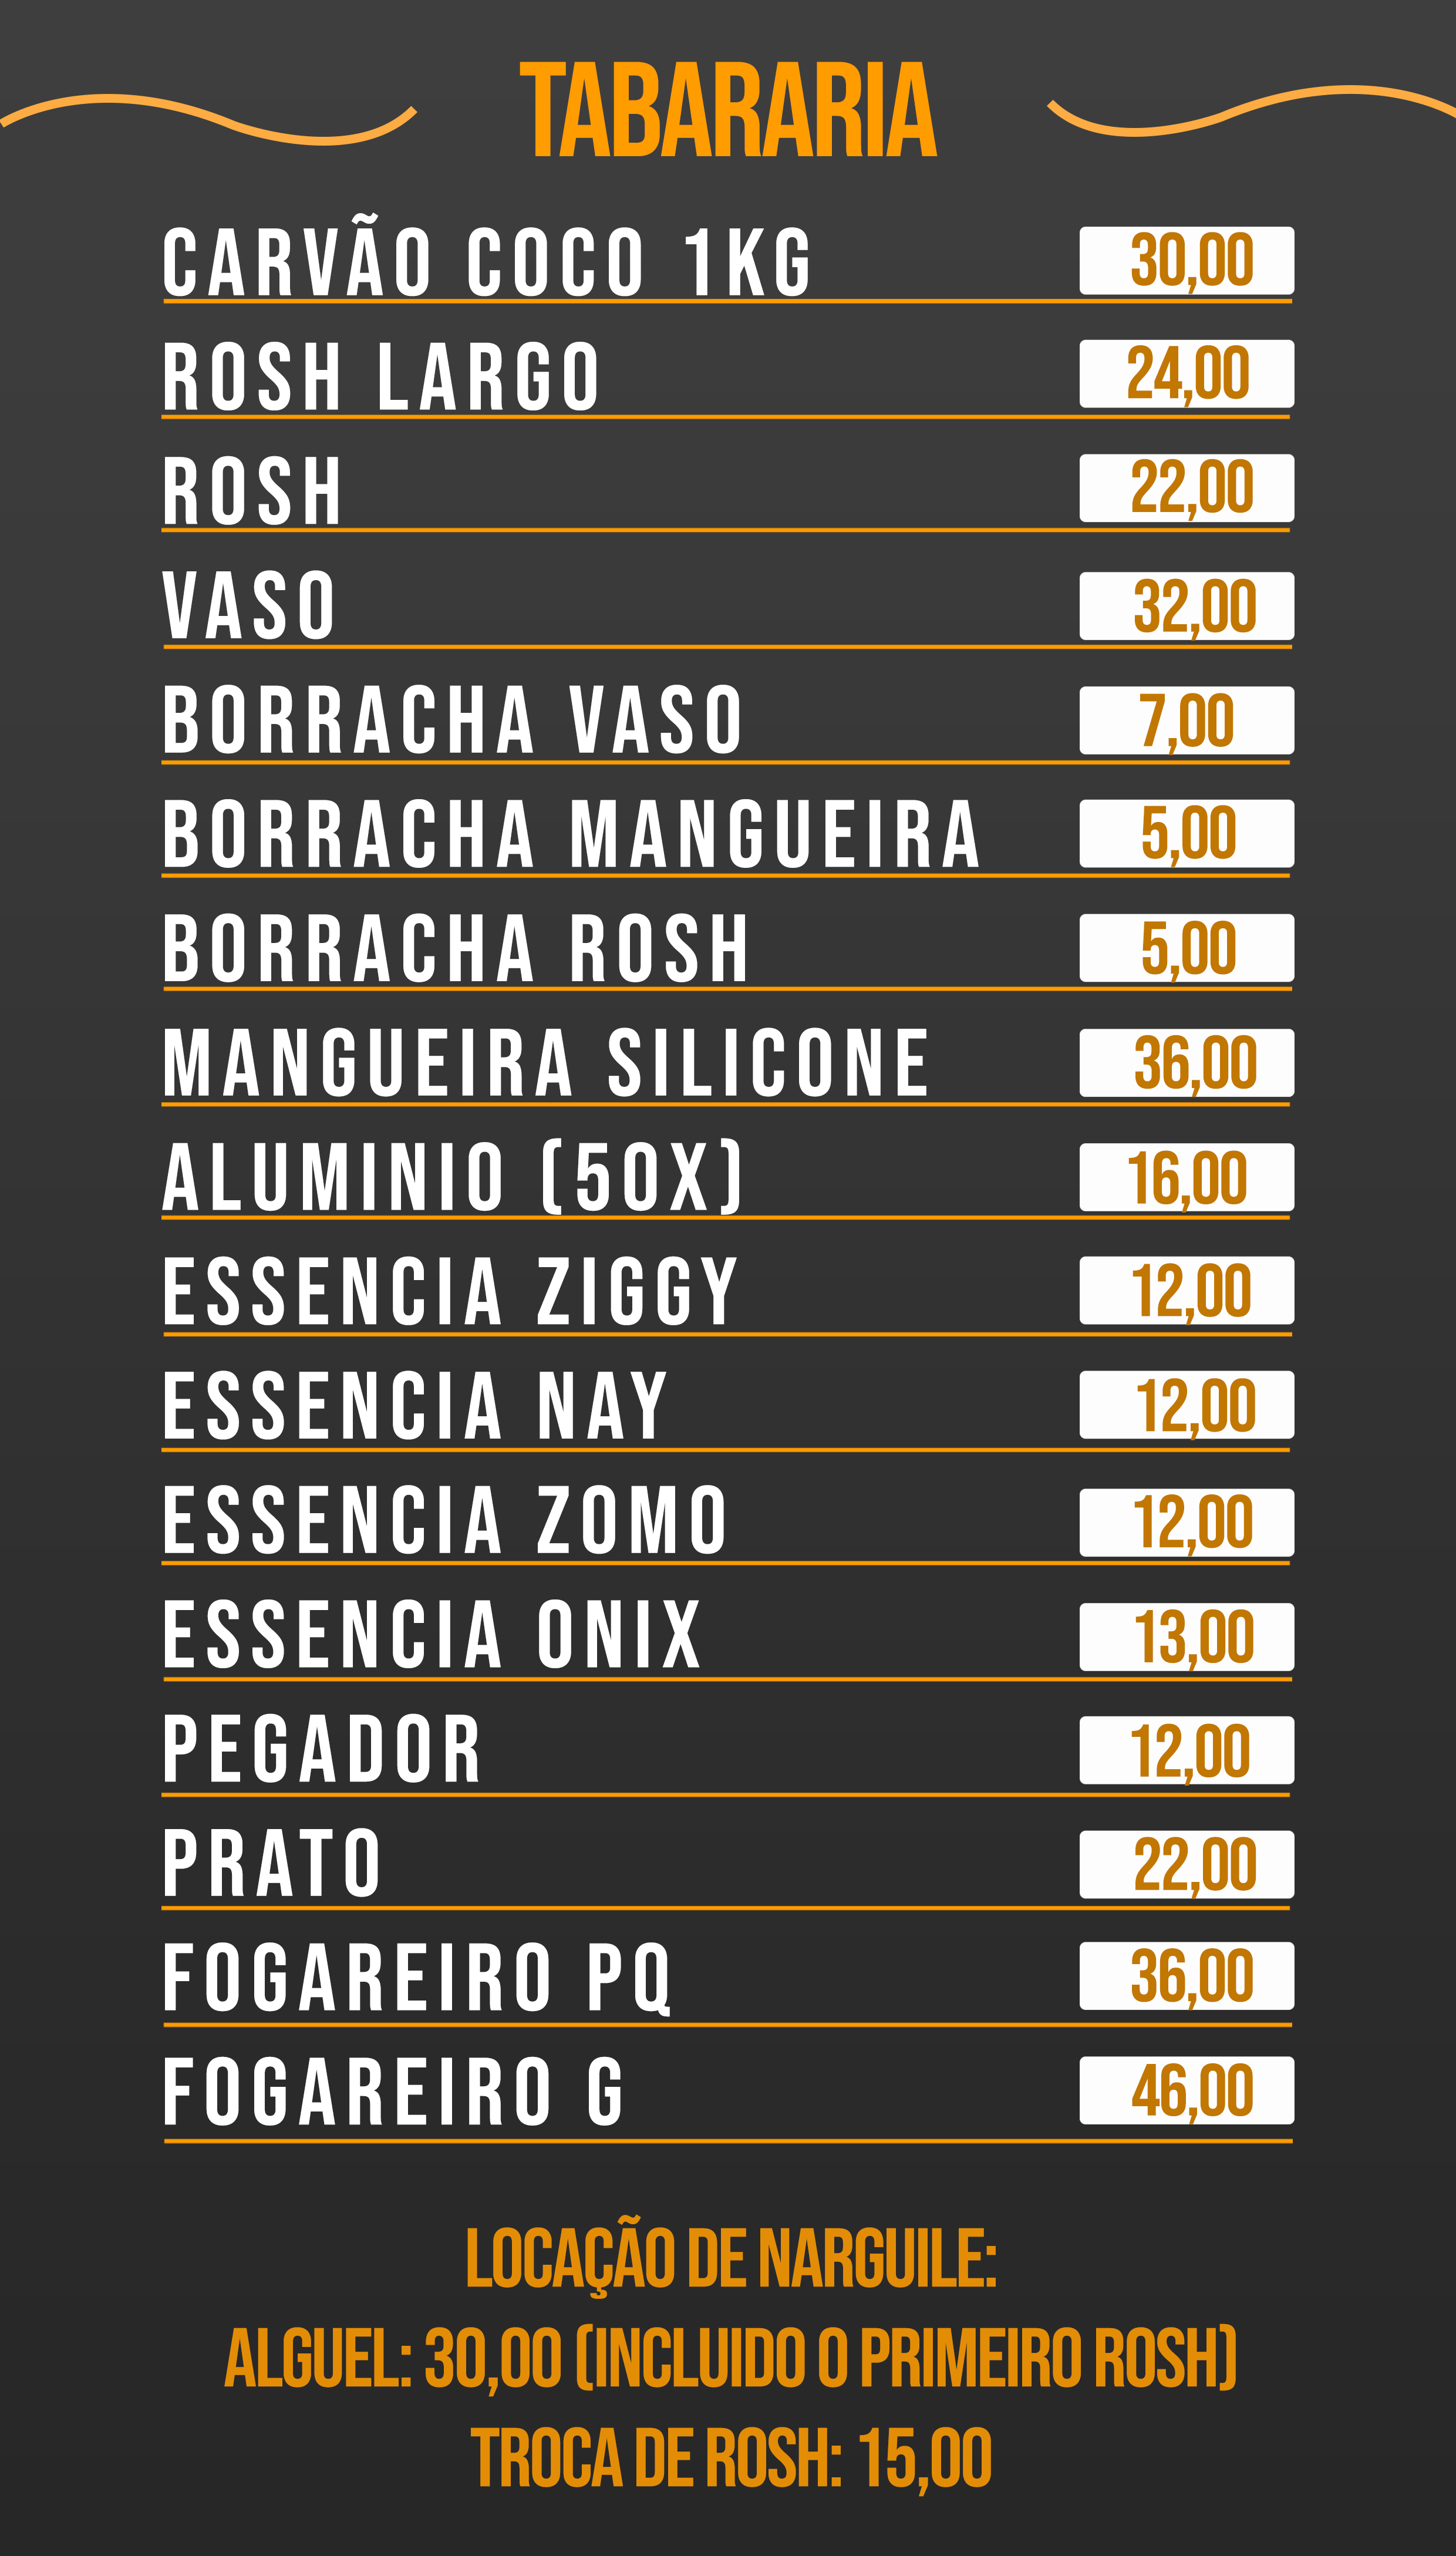 TABARARIA
CARVÃO COCO 1KG 30,00
ROSH LARGO 24,00
ROSH 22,00
VASO 32,00
BORRACHA VASO 7,00
BORRACHA MANGUEIRA 5,00
BORRACHA ROSH 5,00
MANGUEIRA SILICONE 36,00
ALUMINIO (50X) 16,00
ESSENCIA ZIGGY 12,00
ESSENCIA NAY 12,00
ESSENCIA ZOMO 12,00
ESSENCIA ONIX 13,00
PEGADOR 12,00
PRATO 22,00
FOGAREIRO PQ 36,00
FOGAREIRO G 46,00
LOCAÇÃO DE NARGUILE:
ALGUEL: 30,00 (INCLUIDO O PRIMEIRO ROSH)
TROCA DE ROSH: 15,00